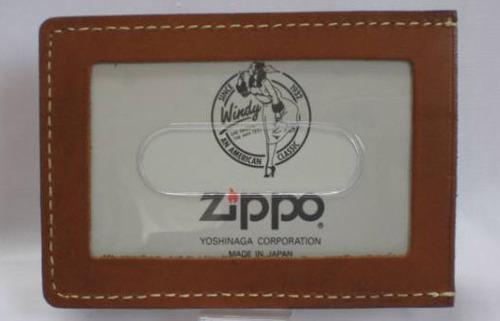 SINCE 1932
Windy
AN AMERICAN CLASSIC
Zippo®
YOSHINAGA CORPORATION
MADE IN JAPAN